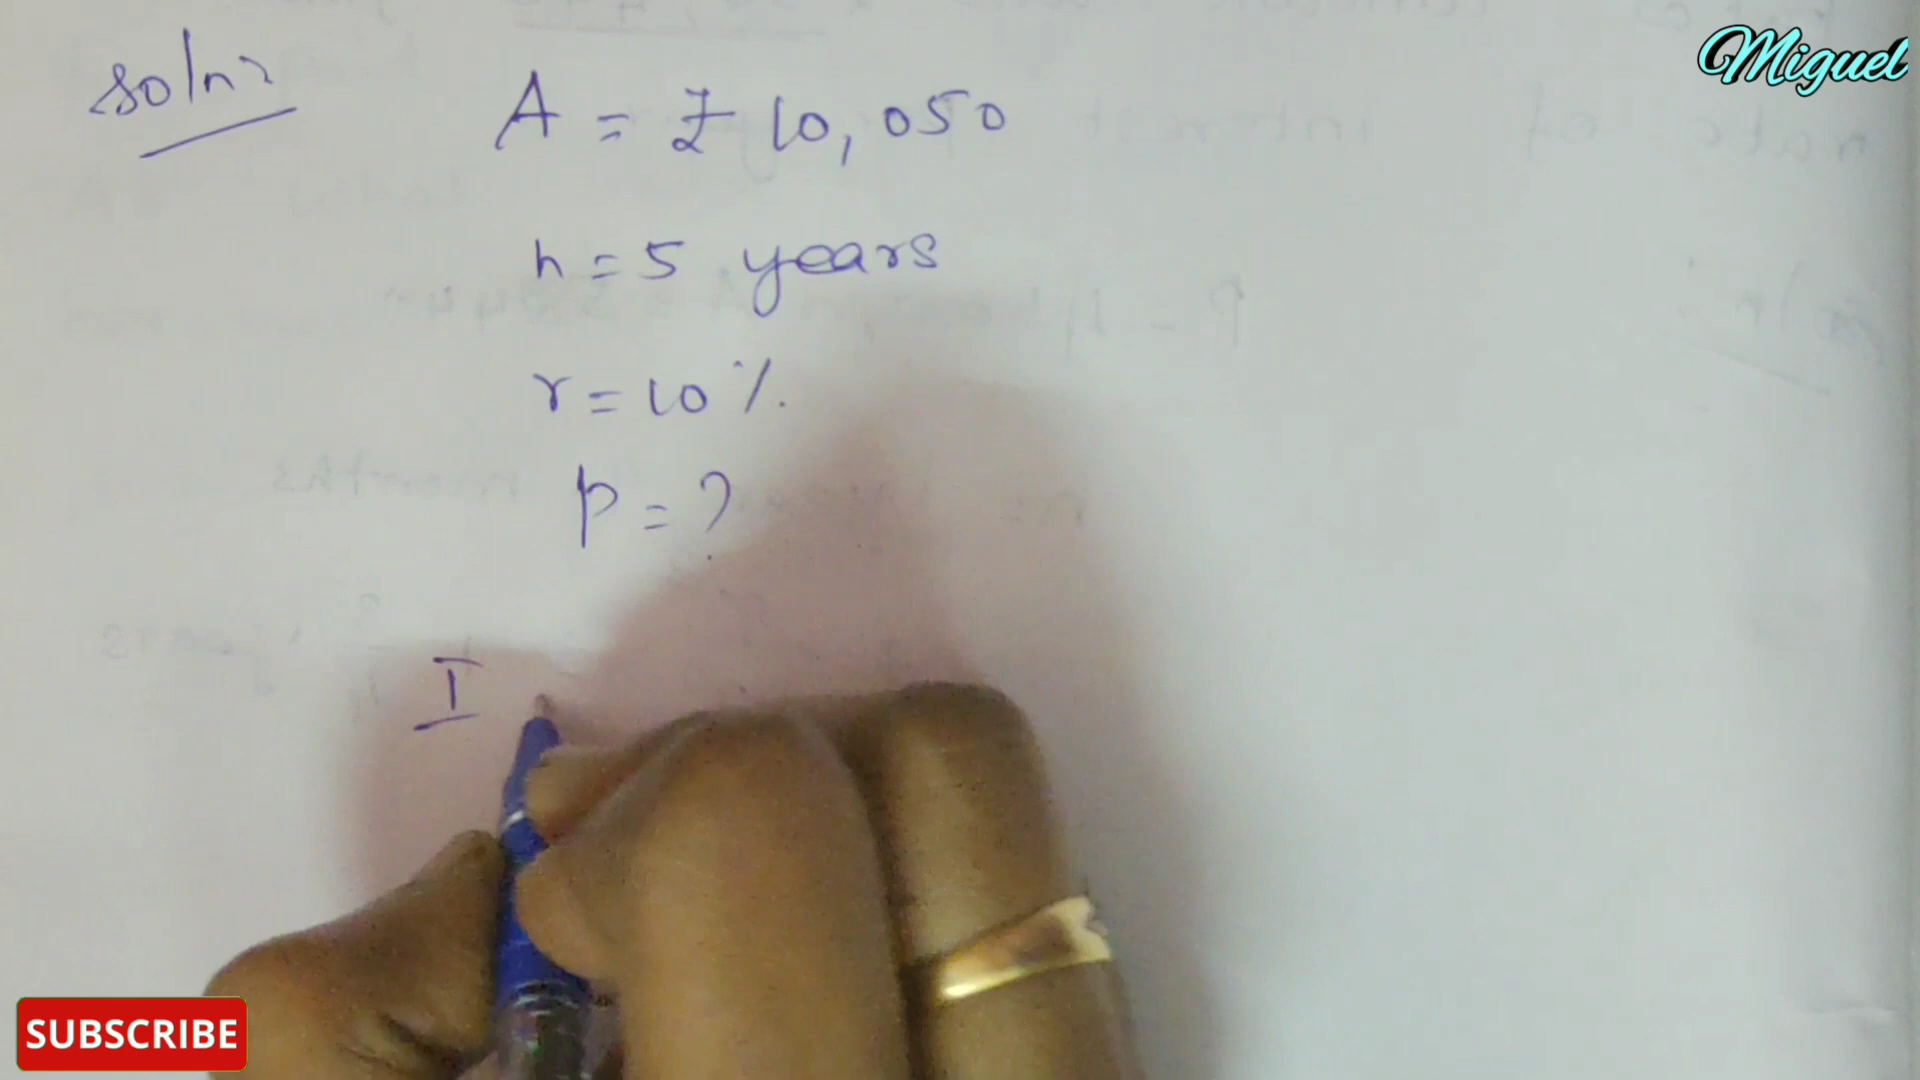 Miguel
soln:
A = ₹ 10,050
n = 5 years
r = 10 %.
P = ?
I
SUBSCRIBE